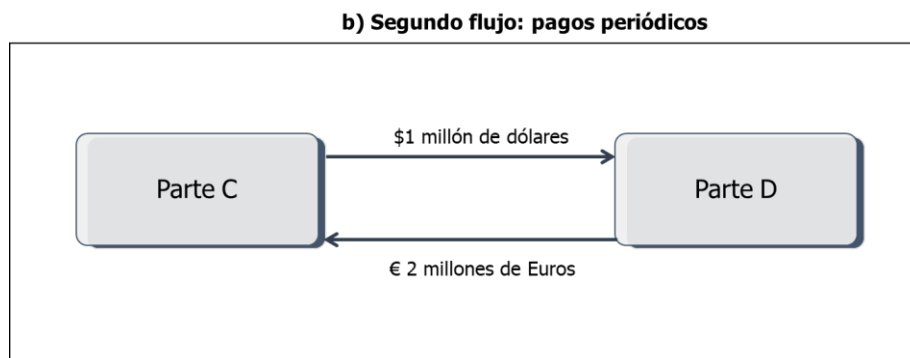 b) Segundo flujo: pagos periódicos
$1 millón de dólares
Parte C
Parte D
€ 2 millones de Euros